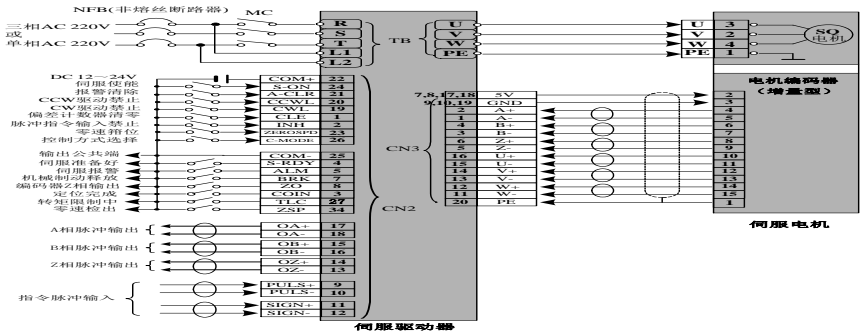 NFB(非熔丝断路器) MC
三相AC 220V
或
单相AC 220V
R
S
T
L1
L2
TB
U
V
W
PE
U 3
V 2
W 4
PE 1
SQ
电机
DC 12～24V COM+ 22
伺服使能 S-ON 24
报警清除 A-CLR 21
CCW驱动禁止 CCWL 20
CW驱动禁止 CWL 19
偏差计数器清零 CLE 1
脉冲指令输入禁止 INH 2
零速箝位 ZEROSPD 23
控制方式选择 C-MODE 26
输出公共端 COM- 25
伺服准备好 S-RDY 4
伺服报警 ALM 5
机械制动释放 BRK 7
编码器Z相输出 ZO 8
定位完成 COIN 3
转矩限制中 TLC 27
零速检出 ZSP 34
A相脉冲输出 OA+ 17
OA- 18
B相脉冲输出 OB+ 15
OB- 16
Z相脉冲输出 OZ+ 14
OZ- 13
指令脉冲输入
PULS+ 9
PULS- 10
SIGN+ 11
SIGN- 12
CN2
CN3
电机编码器
(增量型)
7,8,17,18 5V 2
9,10,19 GND 3
2 A+ 4
1 A- 5
4 B+ 6
3 B- 7
6 Z+ 8
5 Z- 9
16 U+ 10
15 U- 11
14 V+ 12
13 V- 13
12 W+ 14
11 W- 15
20 PE 1
伺服电机
伺服驱动器